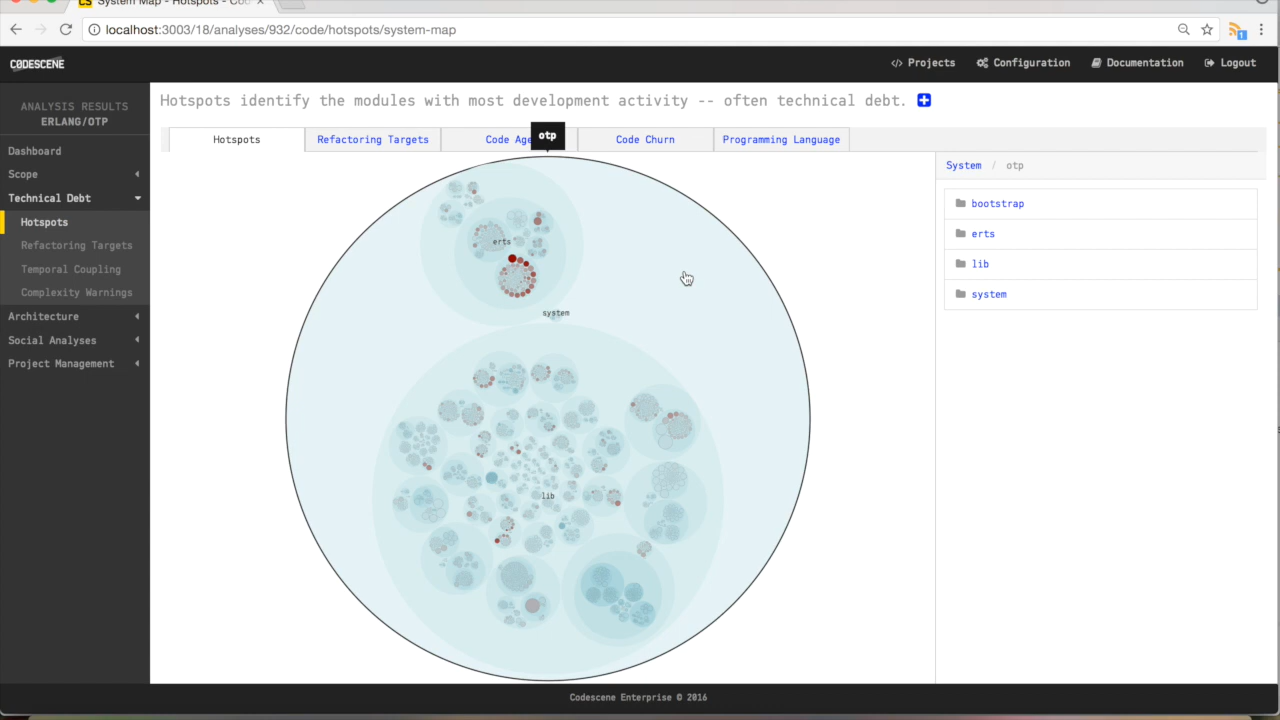 System Map - Hotspots - Cod
localhost:3003/18/analyses/932/code/hotspots/system-map
1
CODESCENE
Projects
Configuration
Documentation
Logout
ANALYSIS RESULTS
ERLANG/OTP
Dashboard
Scope
Technical Debt
Hotspots
Refactoring Targets
Temporal Coupling
Complexity Warnings
Architecture
Social Analyses
Project Management
Hotspots identify the modules with most development activity -- often technical debt.
Hotspots
Refactoring Targets
Code Age
Code Churn
Programming Language
otp
erts
system
lib
System / otp
bootstrap
erts
lib
system
Codescene Enterprise © 2016